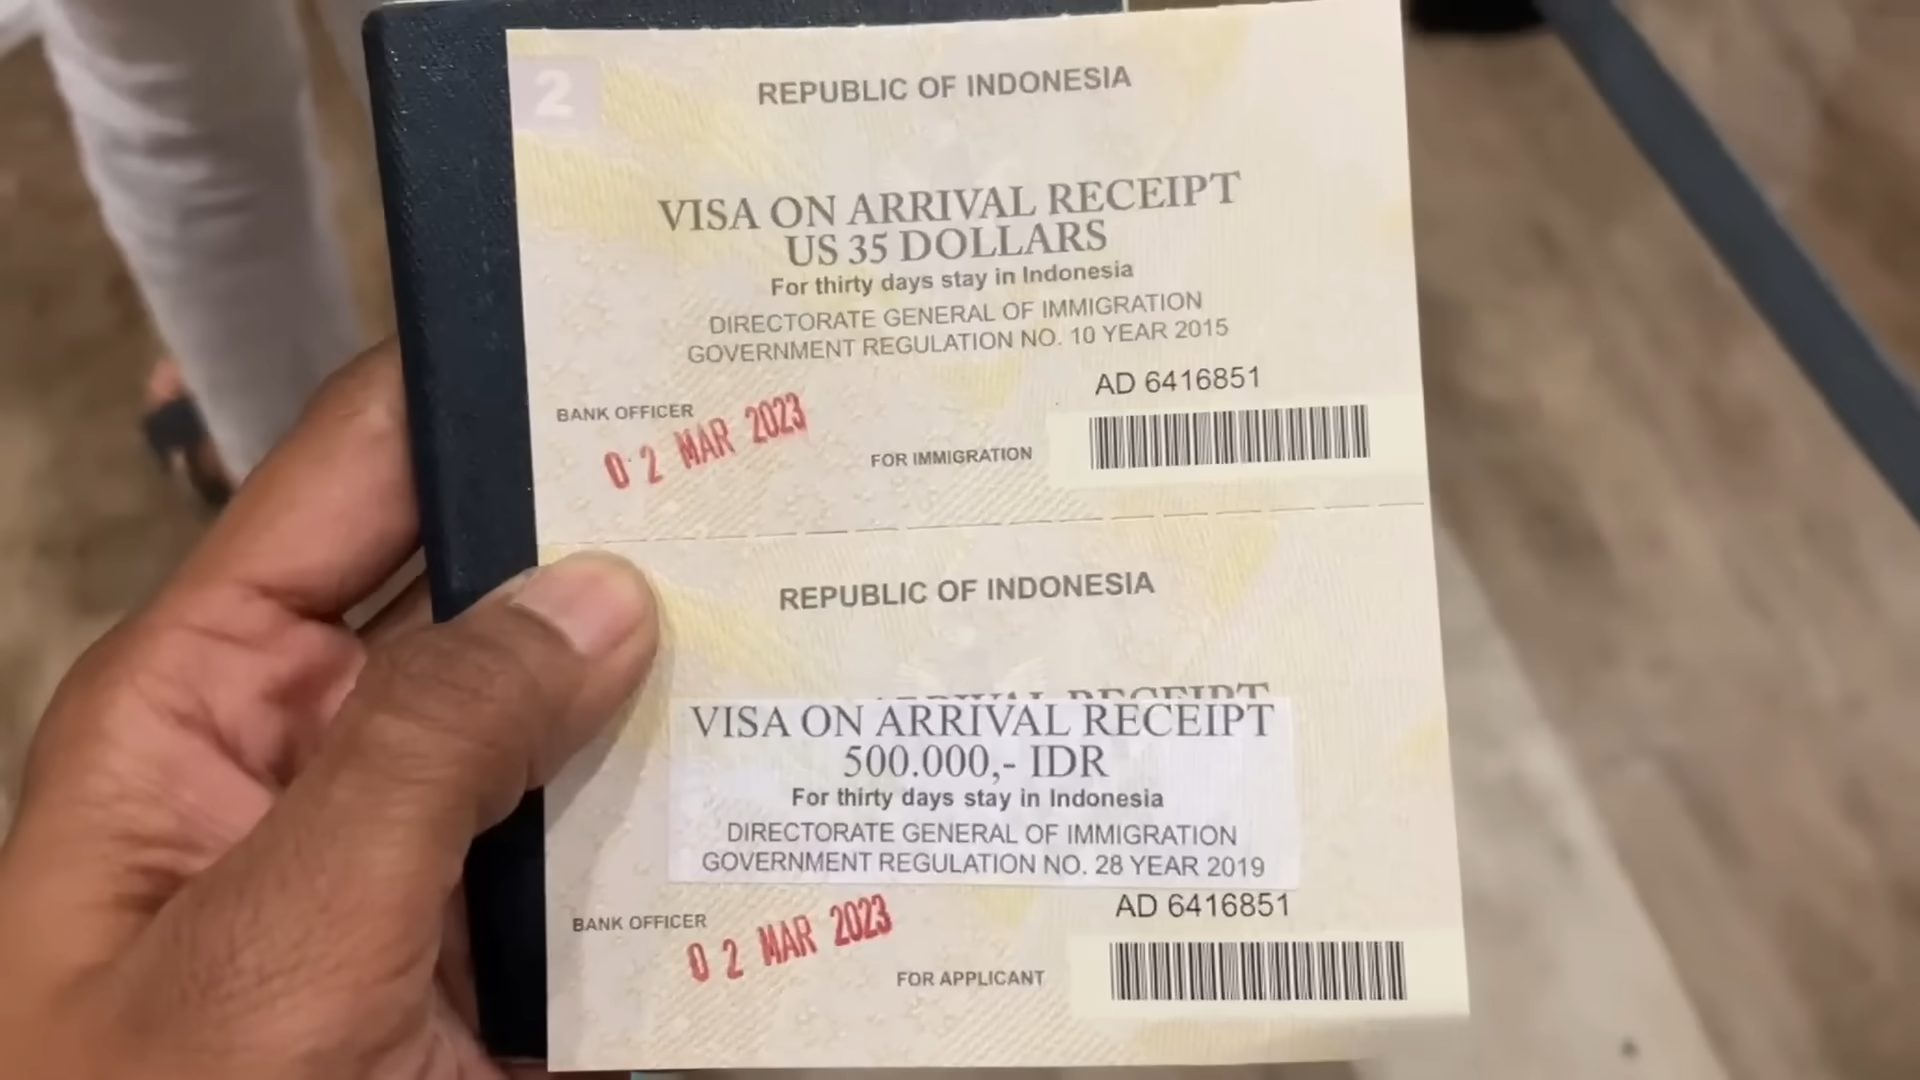 2
REPUBLIC OF INDONESIA
VISA ON ARRIVAL RECEIPT
US 35 DOLLARS
For thirty days stay in Indonesia
DIRECTORATE GENERAL OF IMMIGRATION
GOVERNMENT REGULATION NO. 10 YEAR 2015
AD 6416851
BANK OFFICER
02 MAR 2023
FOR IMMIGRATION
REPUBLIC OF INDONESIA
ARRIVAL RECEIPT
VISA ON ARRIVAL RECEIPT
500.000,- IDR
For thirty days stay in Indonesia
DIRECTORATE GENERAL OF IMMIGRATION
GOVERNMENT REGULATION NO. 28 YEAR 2019
AD 6416851
BANK OFFICER
02 MAR 2023
FOR APPLICANT